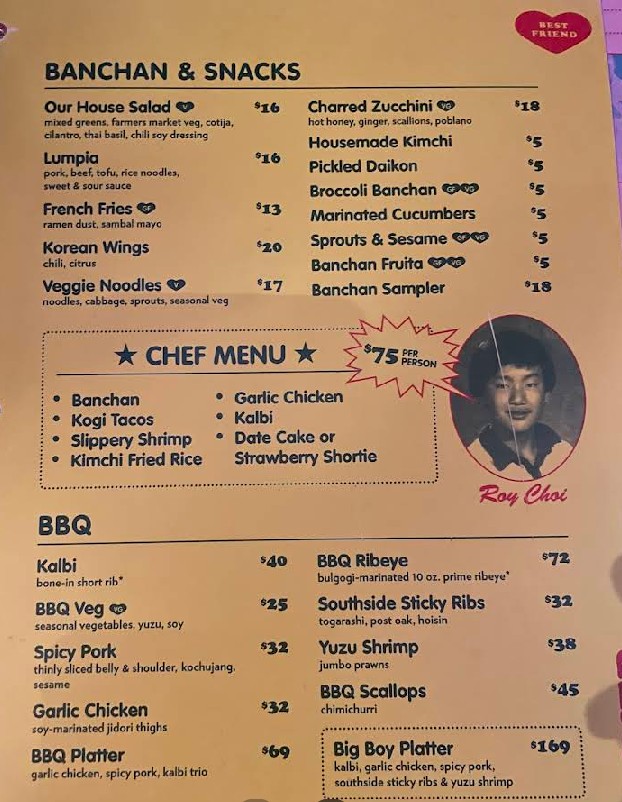 BEST
FRIEND
BANCHAN & SNACKS
Our House Salad V $16
mixed greens, farmers market veg, cotija,
cilantro, thai basil, chili soy dressing
Lumpia $16
pork, beef, tofu, rice noodles,
sweet & sour sauce
French Fries GF $13
ramen dust, sambal mayo
Korean Wings $20
chili, citrus
Veggie Noodles V $17
noodles, cabbage, sprouts, seasonal veg
Charred Zucchini VG $18
hot honey, ginger, scallions, poblano
Housemade Kimchi $5
Pickled Daikon $5
Broccoli Banchan GF VG $5
Marinated Cucumbers $5
Sprouts & Sesame GF VG $5
Banchan Fruita GF VG $5
Banchan Sampler $18
★ CHEF MENU ★
$75 PER
PERSON
• Banchan
• Kogi Tacos
• Slippery Shrimp
• Kimchi Fried Rice
• Garlic Chicken
• Kalbi
• Date Cake or
Strawberry Shortie
Roy Choi
BBQ
Kalbi $40
bone-in short rib*
BBQ Veg VG $25
seasonal vegetables, yuzu, soy
Spicy Pork $32
thinly sliced belly & shoulder, kochujang,
sesame
Garlic Chicken $32
soy-marinated jidori thighs
BBQ Platter $69
garlic chicken, spicy pork, kalbi trio
BBQ Ribeye $72
bulgogi-marinated 10 oz. prime ribeye*
Southside Sticky Ribs $32
togarashi, post oak, hoisin
Yuzu Shrimp $38
jumbo prawns
BBQ Scallops $45
chimichurri
Big Boy Platter $169
kalbi, garlic chicken, spicy pork,
southside sticky ribs & yuzu shrimp